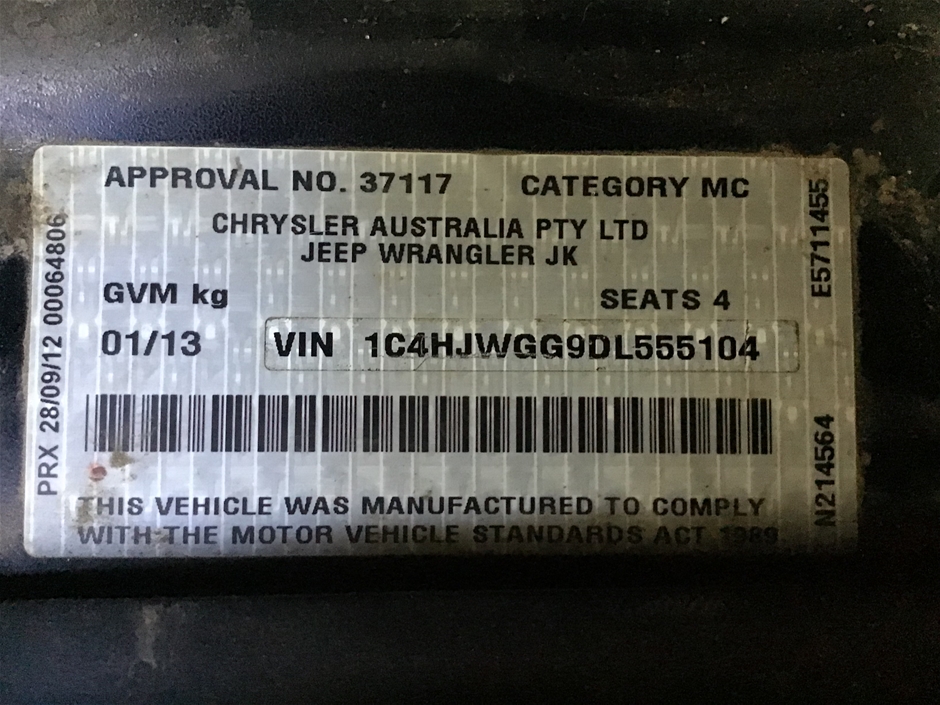 APPROVAL NO. 37117 CATEGORY MC
CHRYSLER AUSTRALIA PTY LTD
JEEP WRANGLER JK
GVM kg SEATS 4
01/13 VIN 1C4HJWGG9DL555104
THIS VEHICLE WAS MANUFACTURED TO COMPLY
WITH THE MOTOR VEHICLE STANDARDS ACT 1989
PRX 28/09/12 00064806
E5711455
N214564